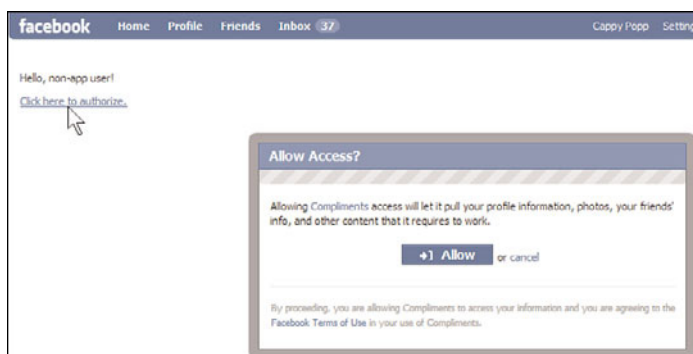 facebook Home Profile Friends Inbox 37 Cappy Popp Setting
Hello, non-app user!
Click here to authorize.
Allow Access?
Allowing Compliments access will let it pull your profile information, photos, your friends'
info, and other content that it requires to work.
Allow or cancel
By proceeding, you are allowing Compliments to access your information and you are agreeing to the
Facebook Terms of Use in your use of Compliments.